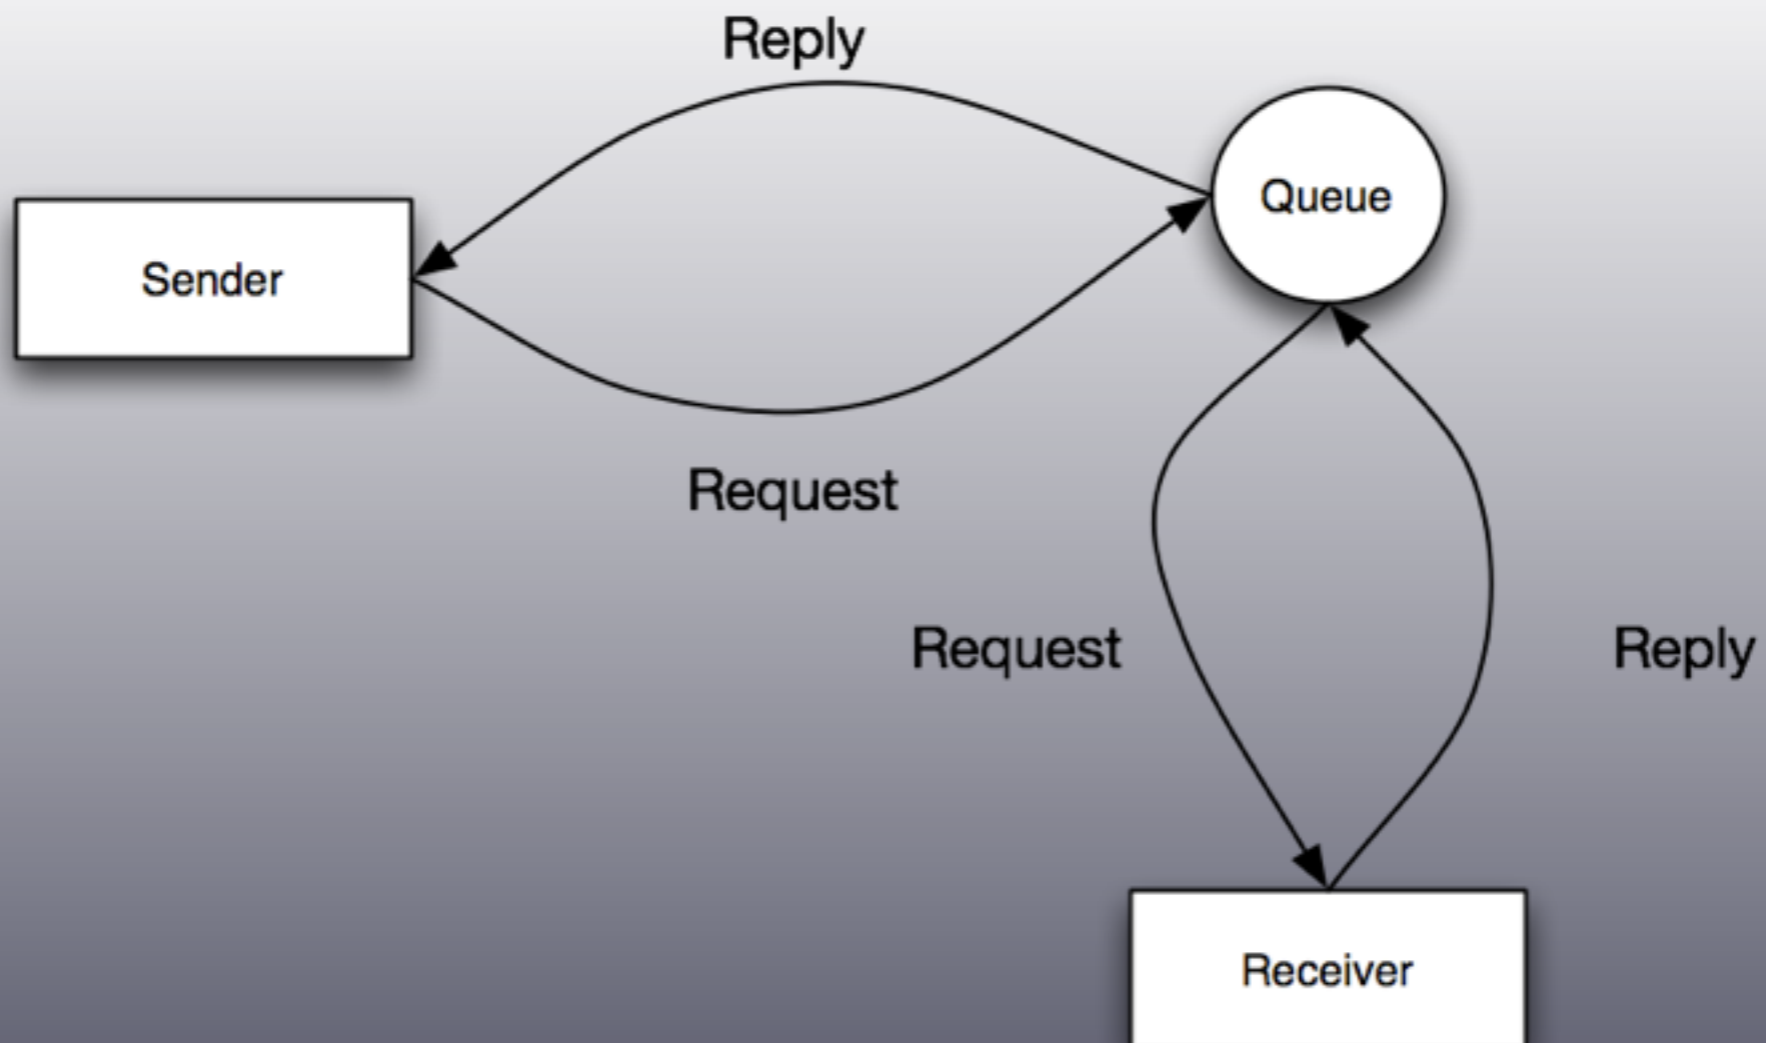 Reply
Queue
Sender
Request
Request
Reply
Receiver